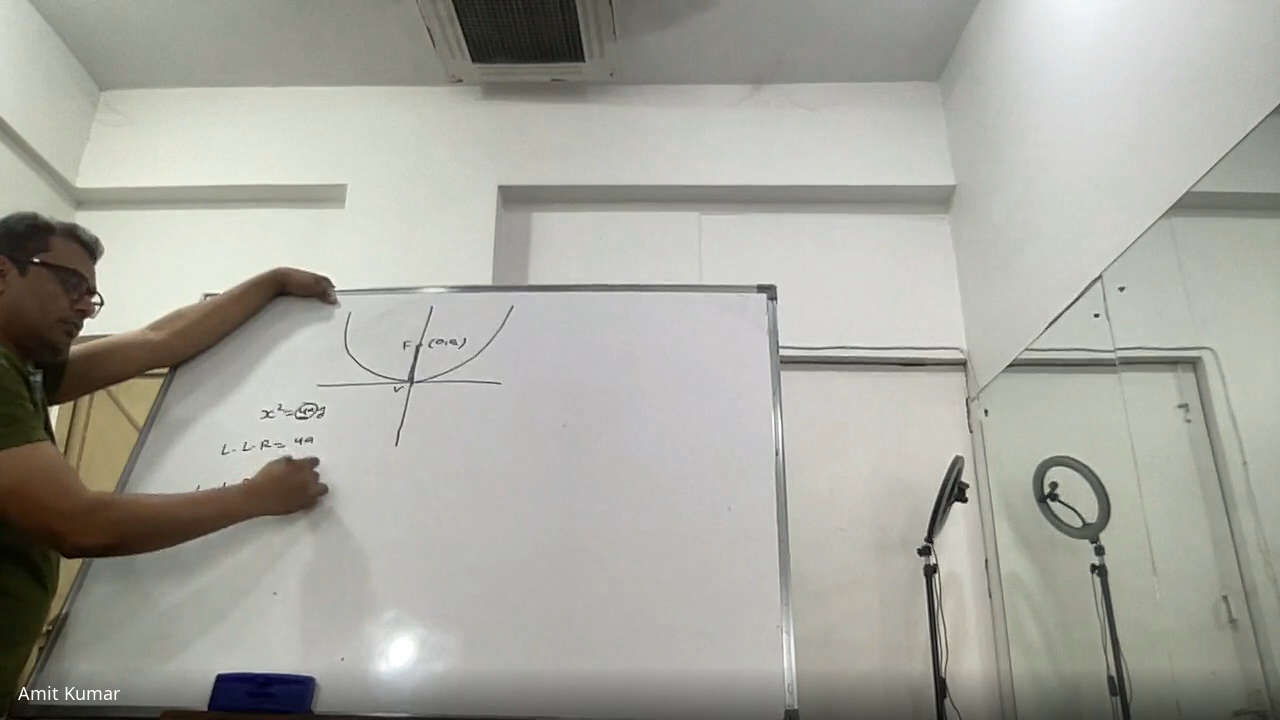 F (0,a)
V
x² = 4ay
L.L.R = 4a
Amit Kumar